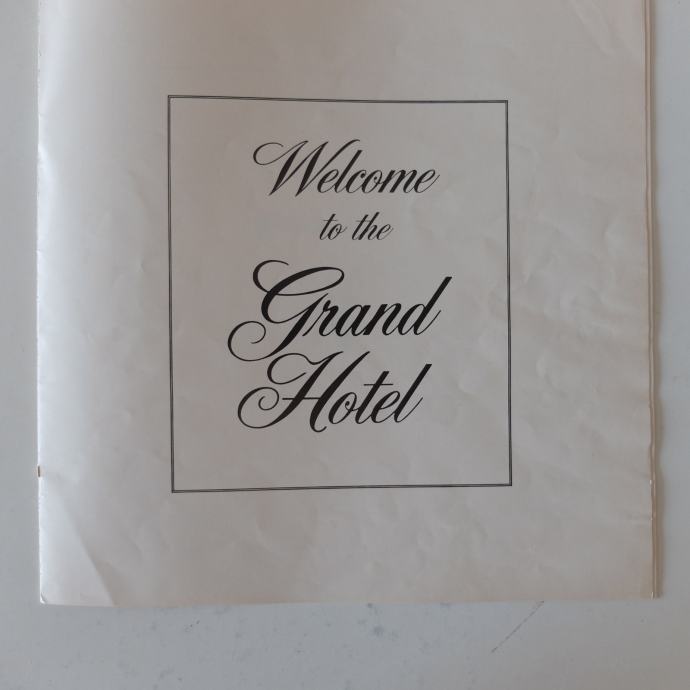 Welcome
to the
Grand
Hotel